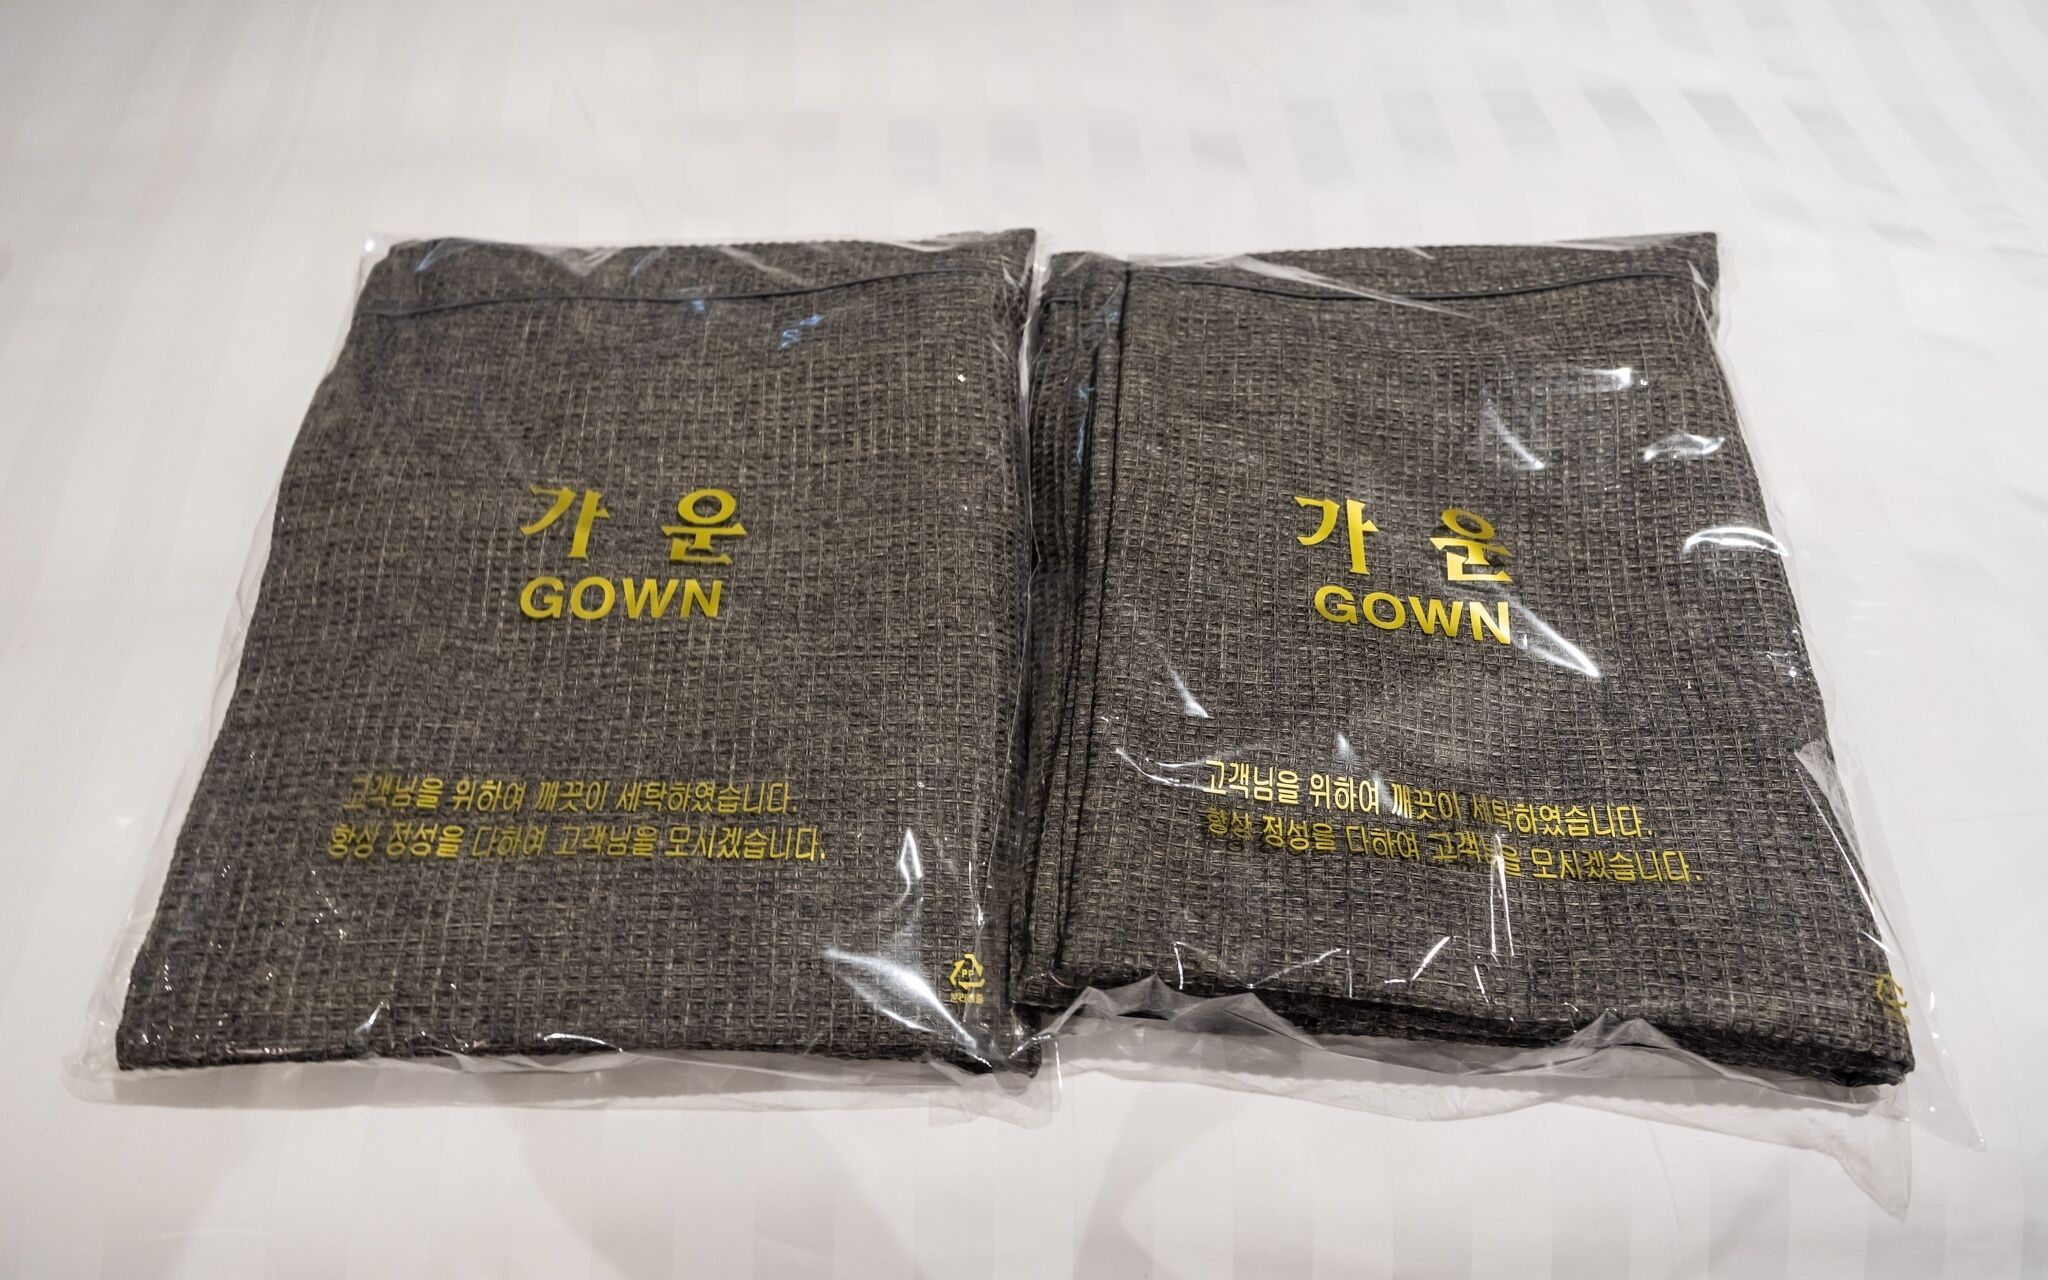 가 운
GOWN
고객님을 위하여 깨끗이 세탁하였습니다.
항상 정성을 다하여 고객님을 모시겠습니다.
PP
가 운
GOWN
고객님을 위하여 깨끗이 세탁하였습니다.
항상 정성을 다하여 고객님을 모시겠습니다.